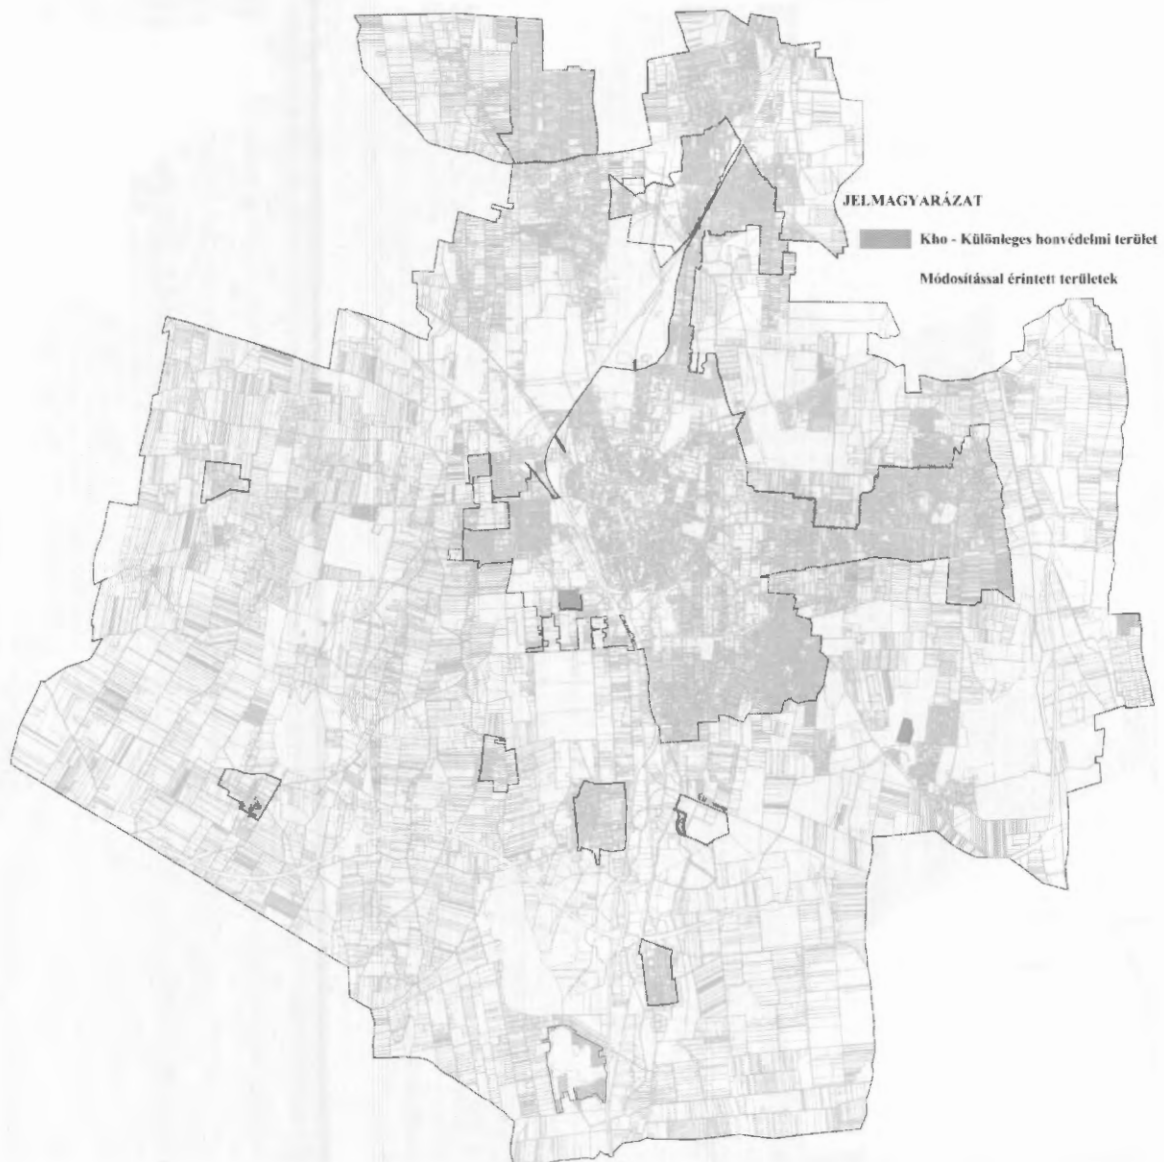 JELMAGYARÁZAT
Kho - Különleges honvédelmi terület
Módosítással érintett területek